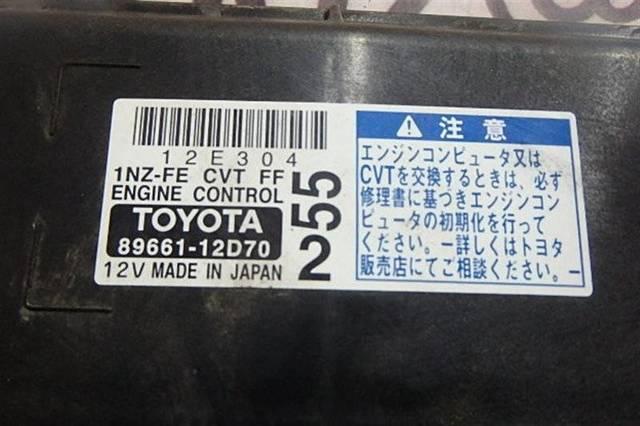 12E304
1NZ-FE CVT FF
ENGINE CONTROL
TOYOTA
89661-12D70
12V MADE IN JAPAN
255
注意
エンジンコンピュータ又は
CVTを交換するときは、必ず
修理書に基づきエンジンコン
ピュータの初期化を行って
ください。ー詳しくはトヨタ
販売店にてご相談ください。ー